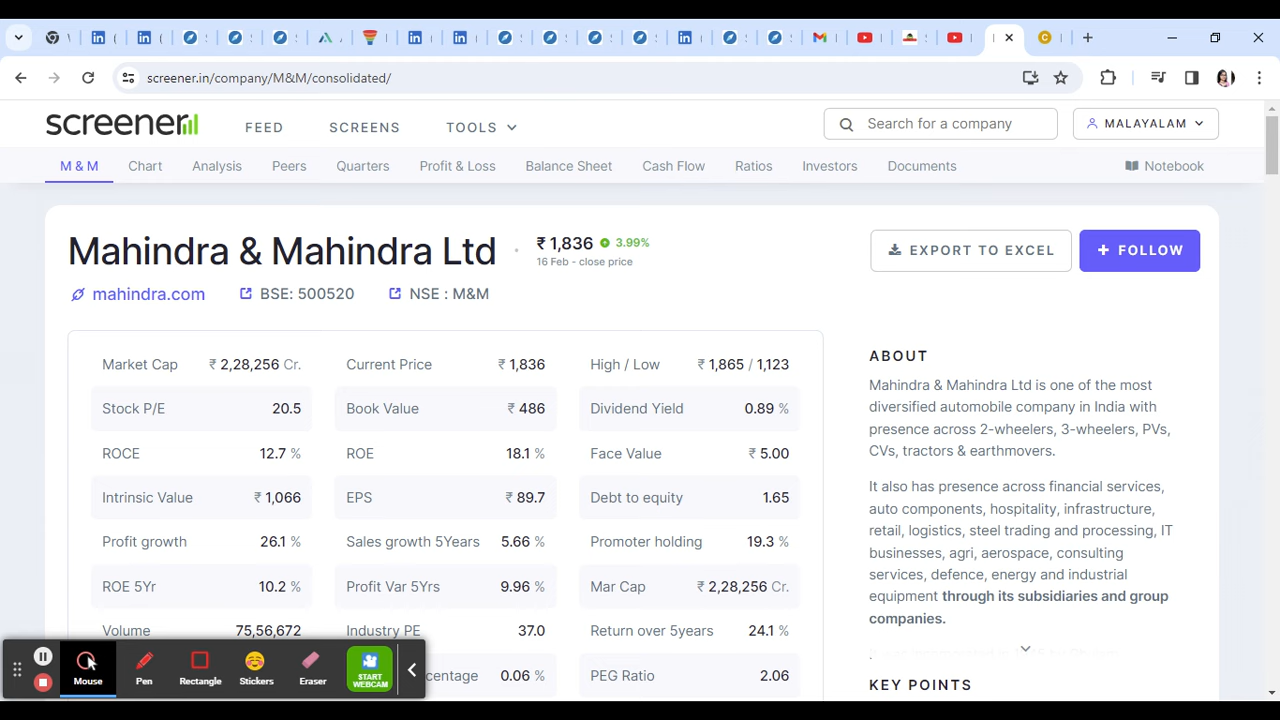 screener.in/company/M&M/consolidated/
screener
FEED
SCREENS
TOOLS
Search for a company
MALAYALAM
M & M
Chart
Analysis
Peers
Quarters
Profit & Loss
Balance Sheet
Cash Flow
Ratios
Investors
Documents
Notebook
Mahindra & Mahindra Ltd
₹ 1,836 3.99%
16 Feb - close price
EXPORT TO EXCEL
+ FOLLOW
mahindra.com
BSE: 500520
NSE : M&M
Market Cap ₹ 2,28,256 Cr.
Current Price ₹ 1,836
High / Low ₹ 1,865 / 1,123
Stock P/E 20.5
Book Value ₹ 486
Dividend Yield 0.89 %
ROCE 12.7 %
ROE 18.1 %
Face Value ₹ 5.00
Intrinsic Value ₹ 1,066
EPS ₹ 89.7
Debt to equity 1.65
Profit growth 26.1 %
Sales growth 5Years 5.66 %
Promoter holding 19.3 %
ROE 5Yr 10.2 %
Profit Var 5Yrs 9.96 %
Mar Cap ₹ 2,28,256 Cr.
Volume 75,56,672
Industry PE 37.0
Return over 5years 24.1 %
centage 0.06 %
PEG Ratio 2.06
ABOUT
Mahindra & Mahindra Ltd is one of the most
diversified automobile company in India with
presence across 2-wheelers, 3-wheelers, PVs,
CVs, tractors & earthmovers.
It also has presence across financial services,
auto components, hospitality, infrastructure,
retail, logistics, steel trading and processing, IT
businesses, agri, aerospace, consulting
services, defence, energy and industrial
equipment through its subsidiaries and group
companies.
KEY POINTS
Mouse
Pen
Rectangle
Stickers
Eraser
START
WEBCAM